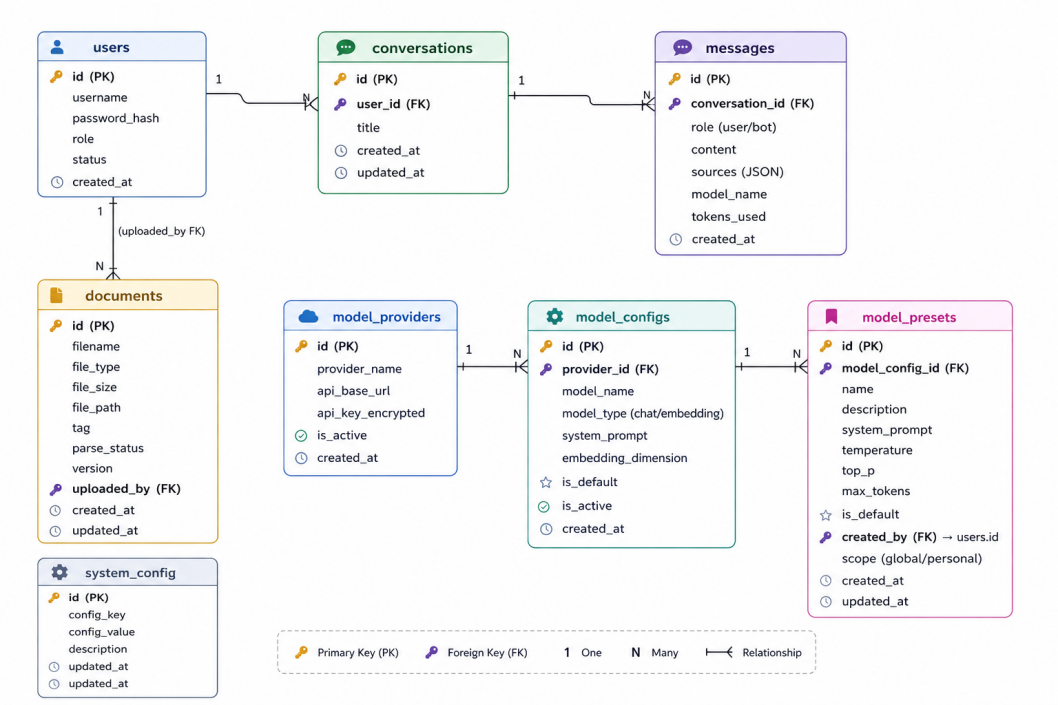 users
id (PK)
username
password_hash
role
status
created_at
1
N
conversations
id (PK)
user_id (FK)
title
created_at
updated_at
1
N
messages
id (PK)
conversation_id (FK)
role (user/bot)
content
sources (JSON)
model_name
tokens_used
created_at
1
(uploaded_by FK)
N
documents
id (PK)
filename
file_type
file_size
file_path
tag
parse_status
version
uploaded_by (FK)
created_at
updated_at
model_providers
id (PK)
provider_name
api_base_url
api_key_encrypted
is_active
created_at
1
N
model_configs
id (PK)
provider_id (FK)
model_name
model_type (chat/embedding)
system_prompt
embedding_dimension
is_default
is_active
created_at
1
N
model_presets
id (PK)
model_config_id (FK)
name
description
system_prompt
temperature
top_p
max_tokens
is_default
created_by (FK) → users.id
scope (global/personal)
created_at
updated_at
system_config
id (PK)
config_key
config_value
description
updated_at
updated_at
Primary Key (PK) Foreign Key (FK) 1 One N Many Relationship